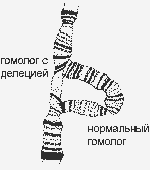 гомолог с
делецией
нормальный
гомолог